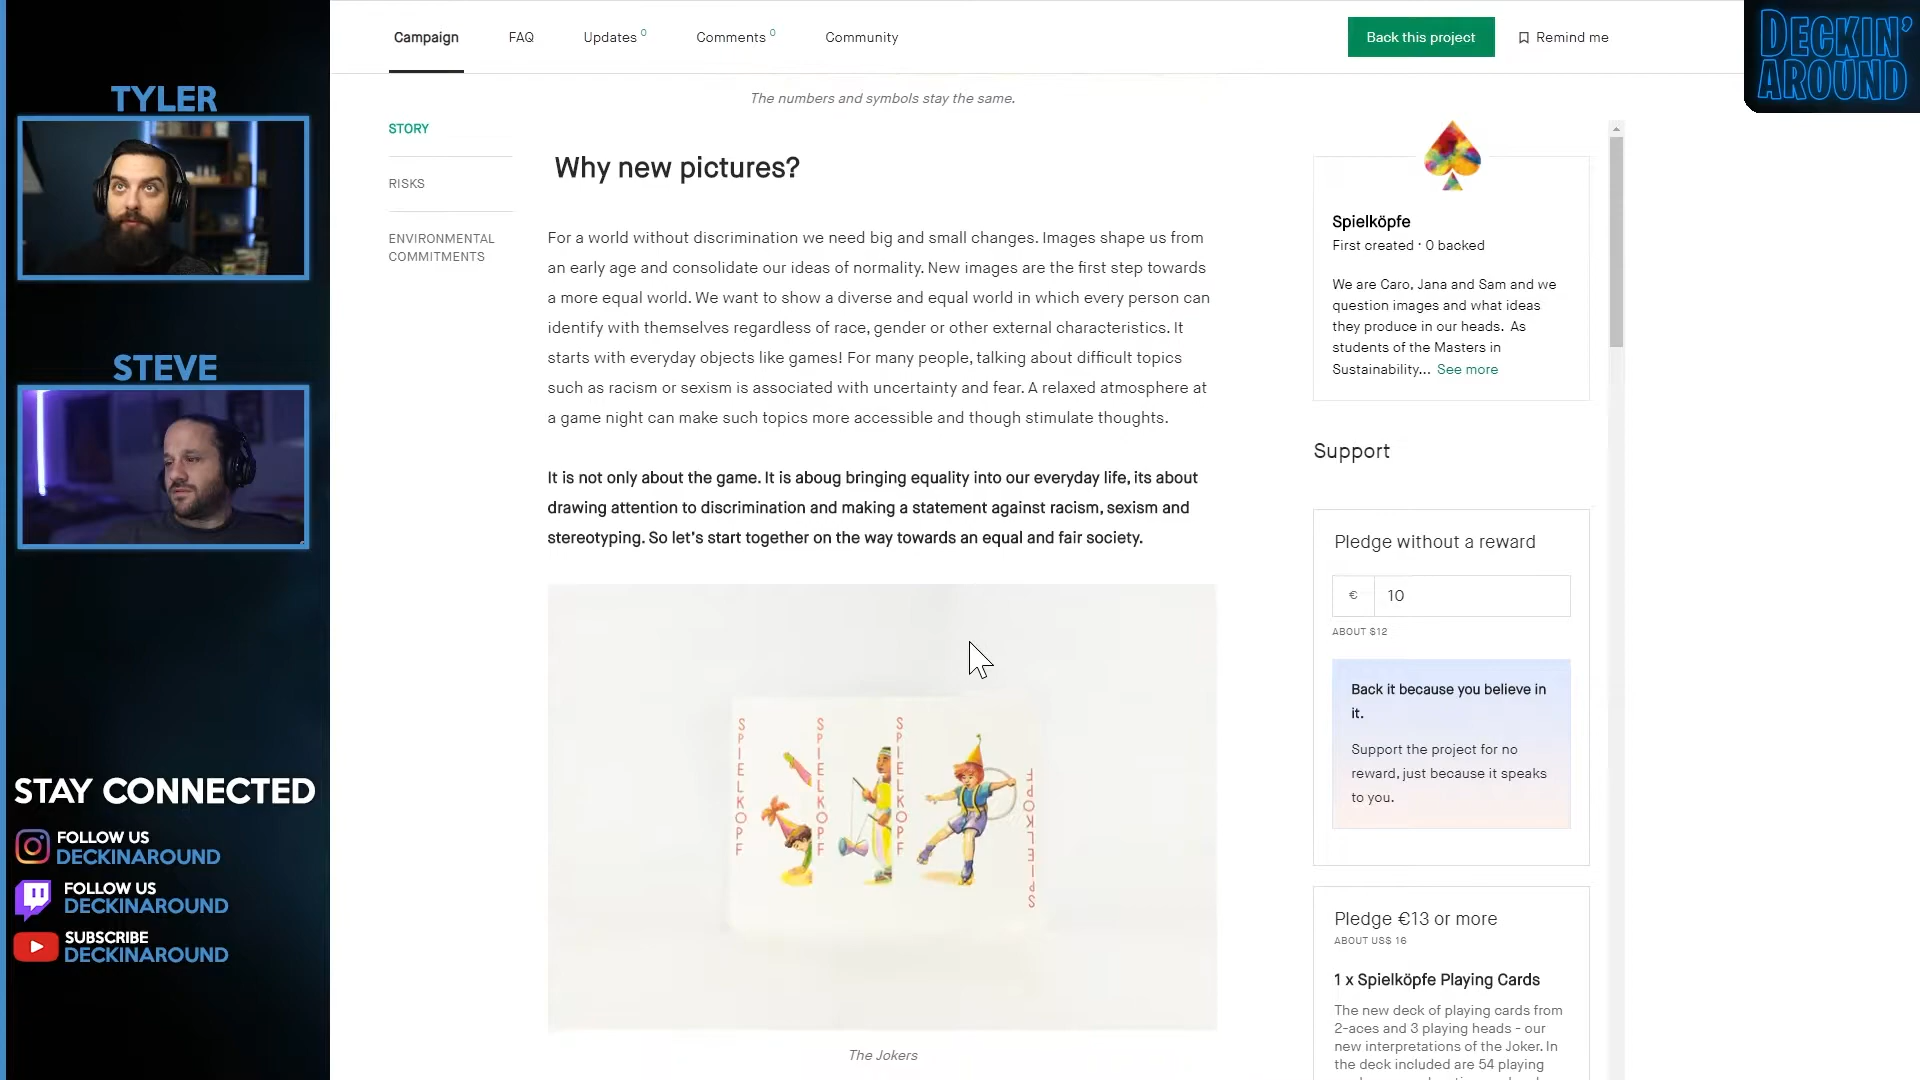 Campaign
FAQ
Updates 0
Comments 0
Community
Back this project
Remind me
DECKIN'
AROUND
TYLER
STEVE
STAY CONNECTED
FOLLOW US
DECKINAROUND
FOLLOW US
DECKINAROUND
SUBSCRIBE
DECKINAROUND
STORY
RISKS
ENVIRONMENTAL
COMMITMENTS
The numbers and symbols stay the same.
Why new pictures?
For a world without discrimination we need big and small changes. Images shape us from
an early age and consolidate our ideas of normality. New images are the first step towards
a more equal world. We want to show a diverse and equal world in which every person can
identify with themselves regardless of race, gender or other external characteristics. It
starts with everyday objects like games! For many people, talking about difficult topics
such as racism or sexism is associated with uncertainty and fear. A relaxed atmosphere at
a game night can make such topics more accessible and though stimulate thoughts.
It is not only about the game. It is aboug bringing equality into our everyday life, its about
drawing attention to discrimination and making a statement against racism, sexism and
stereotyping. So let's start together on the way towards an equal and fair society.
SPIELKOPF
SPIELKOPF
SPIELKOPF
SPIELKOPF
The Jokers
Spielköpfe
First created · 0 backed
We are Caro, Jana and Sam and we
question images and what ideas
they produce in our heads. As
students of the Masters in
Sustainability... See more
Support
Pledge without a reward
€ 10
ABOUT $12
Back it because you believe in
it.
Support the project for no
reward, just because it speaks
to you.
Pledge €13 or more
ABOUT US$ 16
1 x Spielköpfe Playing Cards
The new deck of playing cards from
2-aces and 3 playing heads - our
new interpretations of the Joker. In
the deck included are 54 playing